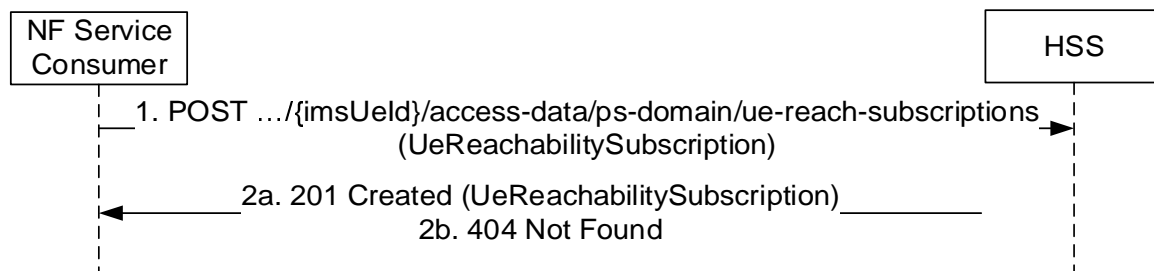 NF Service
Consumer
HSS
1. POST …/{imsUeId}/access-data/ps-domain/ue-reach-subscriptions
(UeReachabilitySubscription)
2a. 201 Created (UeReachabilitySubscription)
2b. 404 Not Found